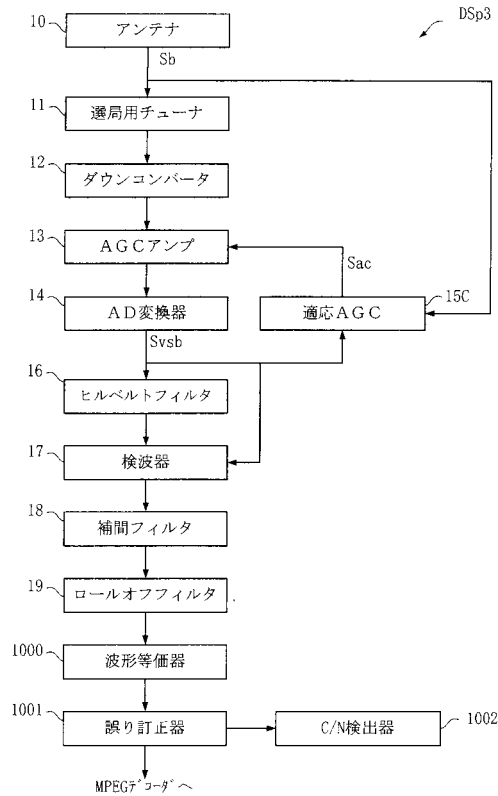 DSp3
10
アンテナ
Sb
11
選局用チューナ
12
ダウンコンバータ
13
ＡＧＣアンプ
Sac
14
ＡＤ変換器
15C
適応ＡＧＣ
Svsb
16
ヒルベルトフィルタ
17
検波器
18
補間フィルタ
19
ロールオフフィルタ
1000
波形等価器
1001
誤り訂正器
C/N検出器
1002
MPEGﾃﾞｺｰﾀﾞへ